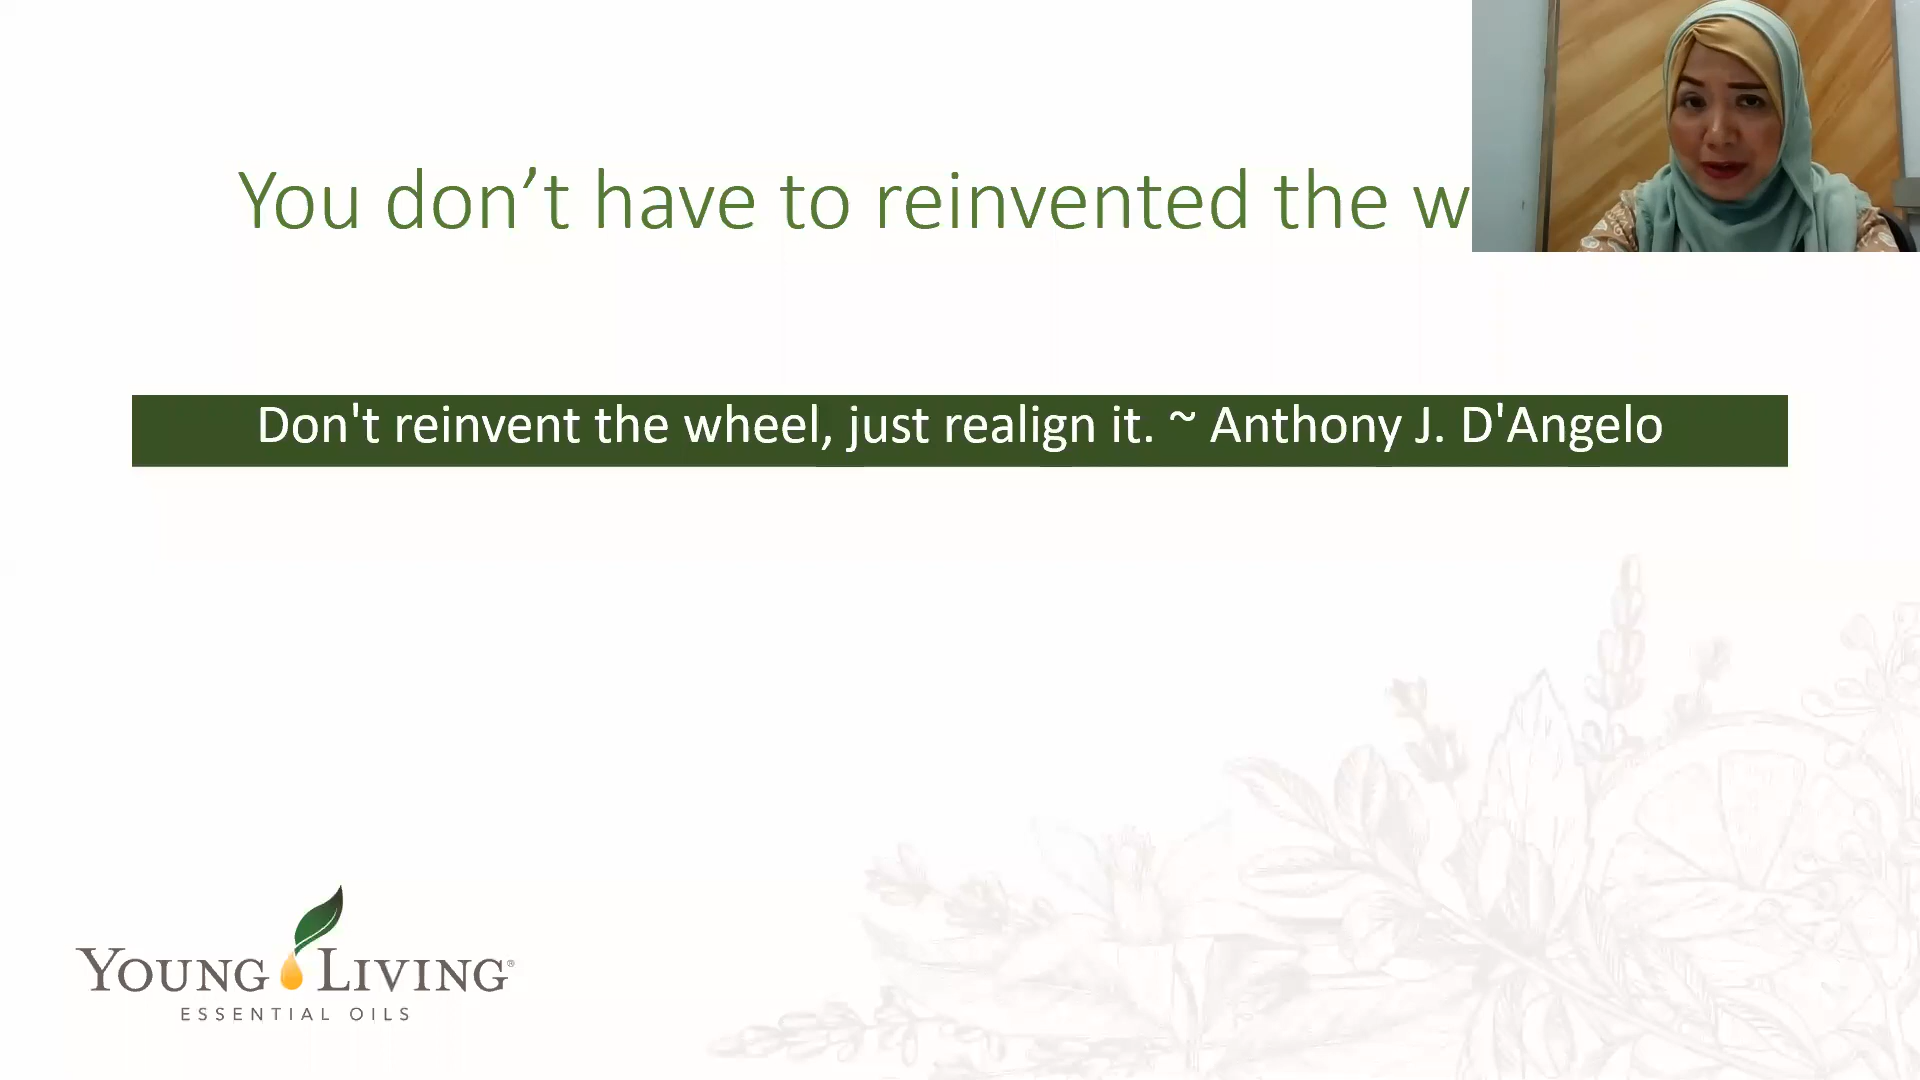 You don’t have to reinvented the w
Don't reinvent the wheel, just realign it. ~ Anthony J. D'Angelo
YOUNG LIVING®
ESSENTIAL OILS